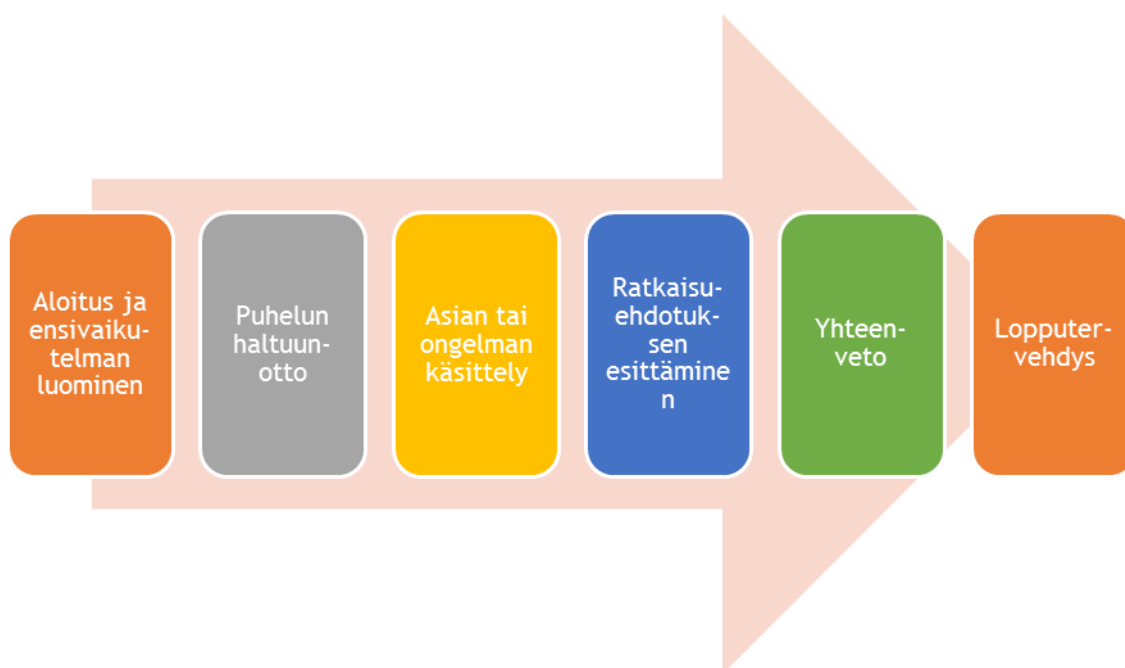 Aloitus ja
ensivaiku-
telman
luominen
Puhelun
haltuun-
otto
Asian tai
ongelman
käsittely
Ratkaisu-
ehdotuk-
sen
esittämine
n
Yhteen-
veto
Lopputer-
vehdys